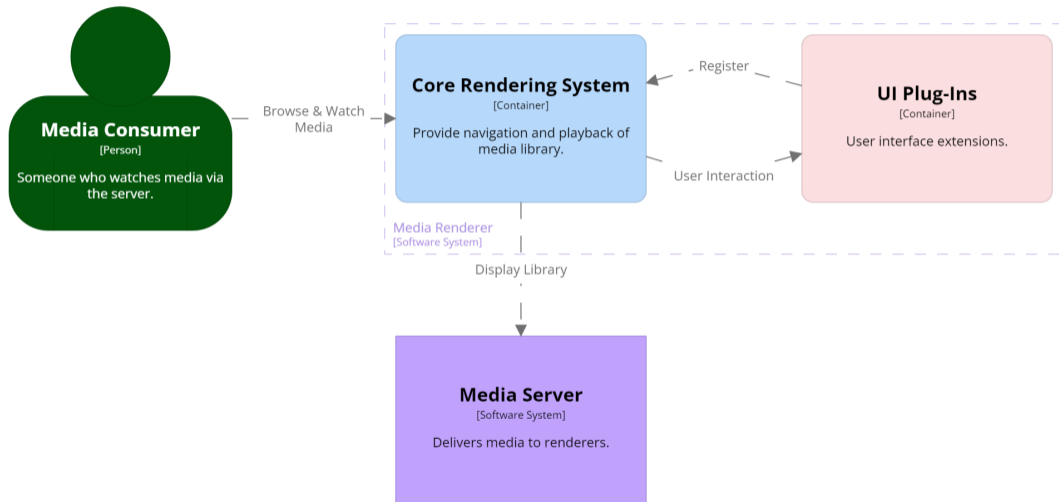 Media Consumer
[Person]
Someone who watches media via
the server.
Browse & Watch
Media
Core Rendering System
[Container]
Provide navigation and playback of
media library.
Register
User Interaction
UI Plug-Ins
[Container]
User interface extensions.
Media Renderer
[Software System]
Display Library
Media Server
[Software System]
Delivers media to renderers.